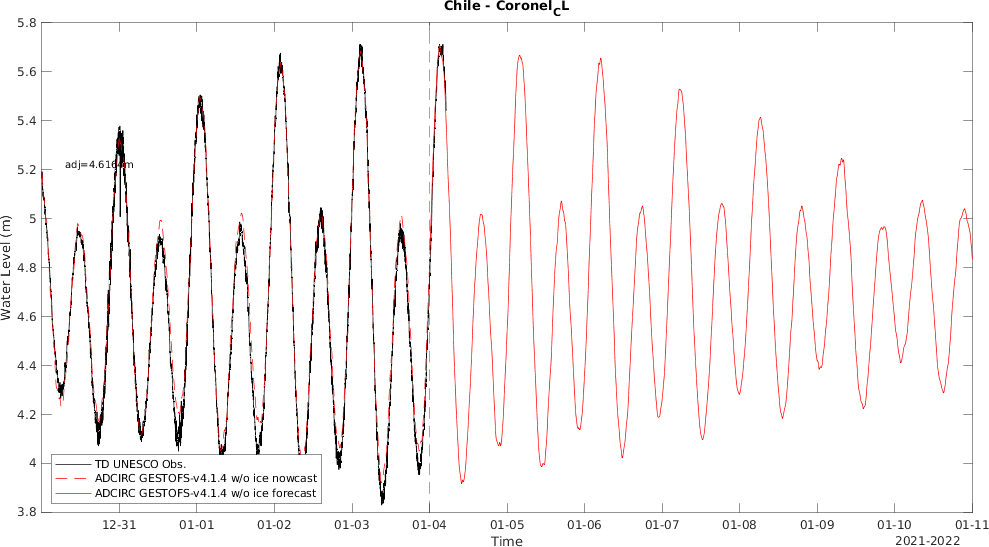 Chile - Coronel_CL
5.8
5.6
5.4
5.2
5
4.8
4.6
4.4
4.2
4
3.8
Water Level (m)
adj=4.6164m
TD UNESCO Obs.
ADCIRC GESTOFS-v4.1.4 w/o ice nowcast
ADCIRC GESTOFS-v4.1.4 w/o ice forecast
12-31 01-01 01-02 01-03 01-04 01-05 01-06 01-07 01-08 01-09 01-10 01-11
Time
2021-2022